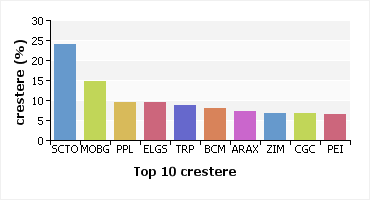 30
25
20
15
10
5
0
crestere (%)
SCTO MOBG PPL ELGS TRP BCM ARAX ZIM CGC PEI
Top 10 crestere